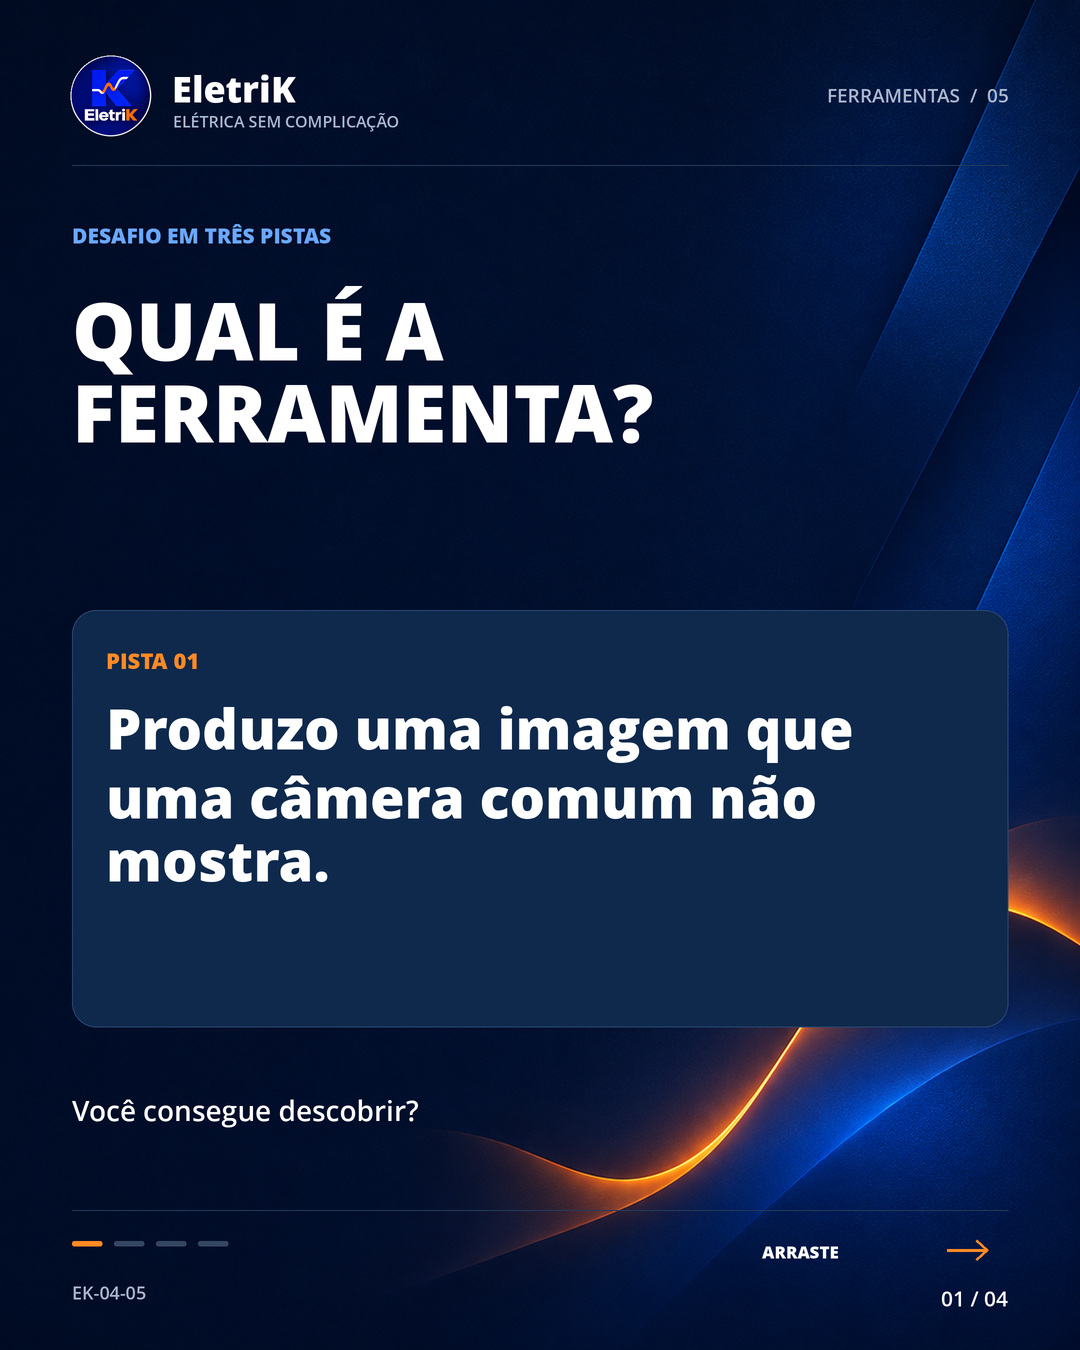 K
EletriK
EletriK
ELÉTRICA SEM COMPLICAÇÃO
FERRAMENTAS / 05
DESAFIO EM TRÊS PISTAS
QUAL É A
FERRAMENTA?
PISTA 01
Produzo uma imagem que
uma câmera comum não
mostra.
Você consegue descobrir?
ARRASTE
EK-04-05
01 / 04